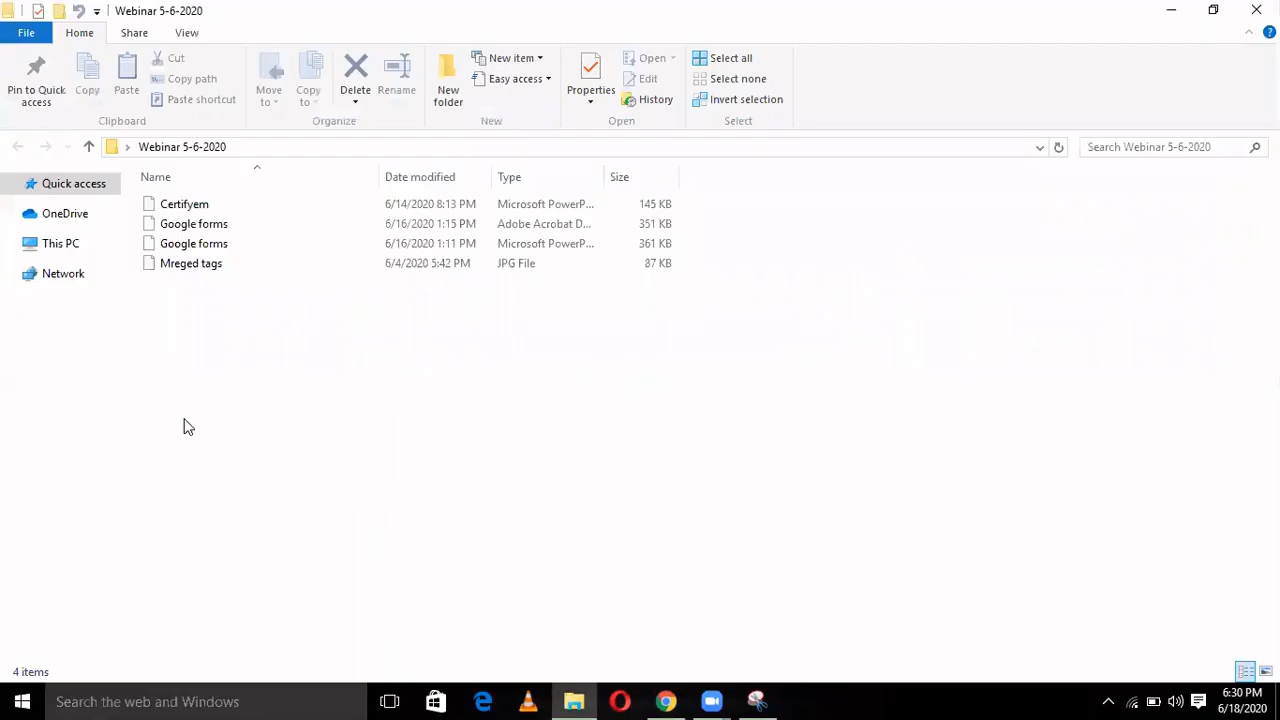 Webinar 5-6-2020
File Home Share View
Pin to Quick access
Copy
Paste
Cut
Copy path
Paste shortcut
Clipboard
Move to
Copy to
Delete
Rename
Organize
New folder
New item
Easy access
New
Properties
Open
Edit
History
Open
Select all
Select none
Invert selection
Select
Webinar 5-6-2020
Search Webinar 5-6-2020
Quick access
OneDrive
This PC
Network
Name Date modified Type Size
Certifyem 6/14/2020 8:13 PM Microsoft PowerP... 145 KB
Google forms 6/16/2020 1:15 PM Adobe Acrobat D... 351 KB
Google forms 6/16/2020 1:11 PM Microsoft PowerP... 361 KB
Mreged tags 6/4/2020 5:42 PM JPG File 87 KB
4 items
Search the web and Windows
6:30 PM
6/18/2020